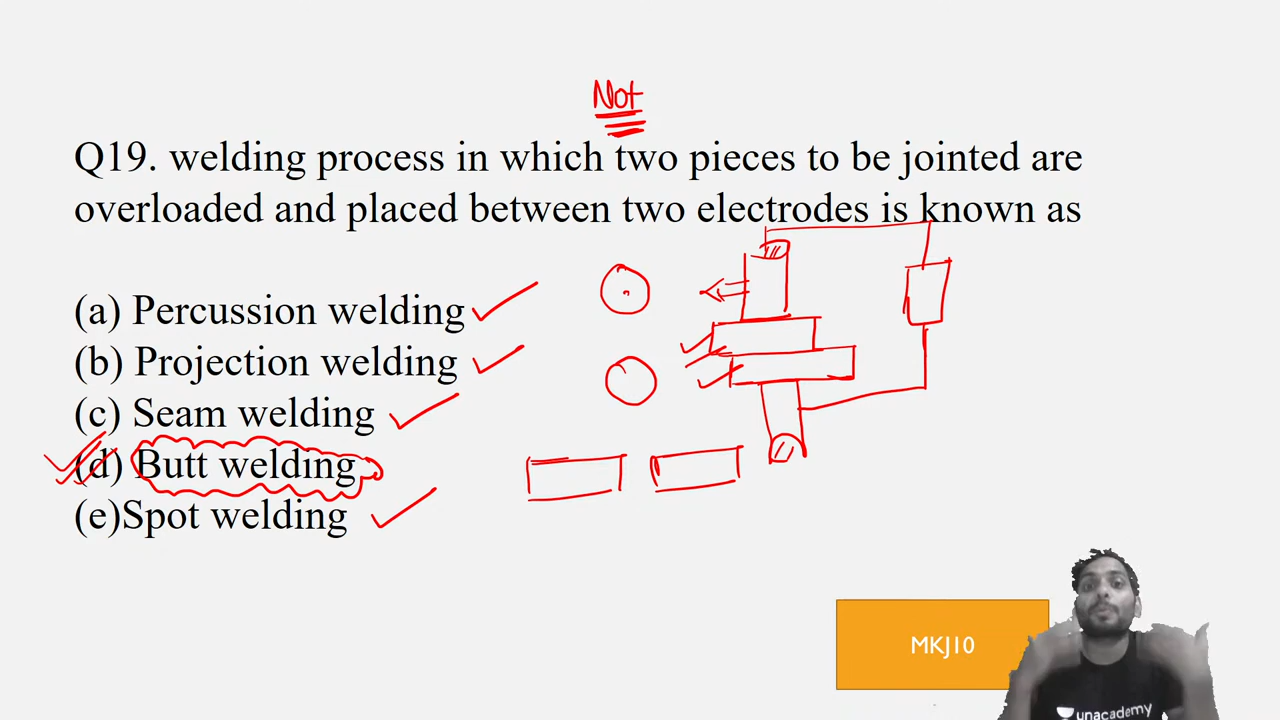 Not
Q19. welding process in which two pieces to be jointed are
overloaded and placed between two electrodes is known as
(a) Percussion welding
(b) Projection welding
(c) Seam welding
(d) Butt welding
(e)Spot welding
MKJ10
unacademy